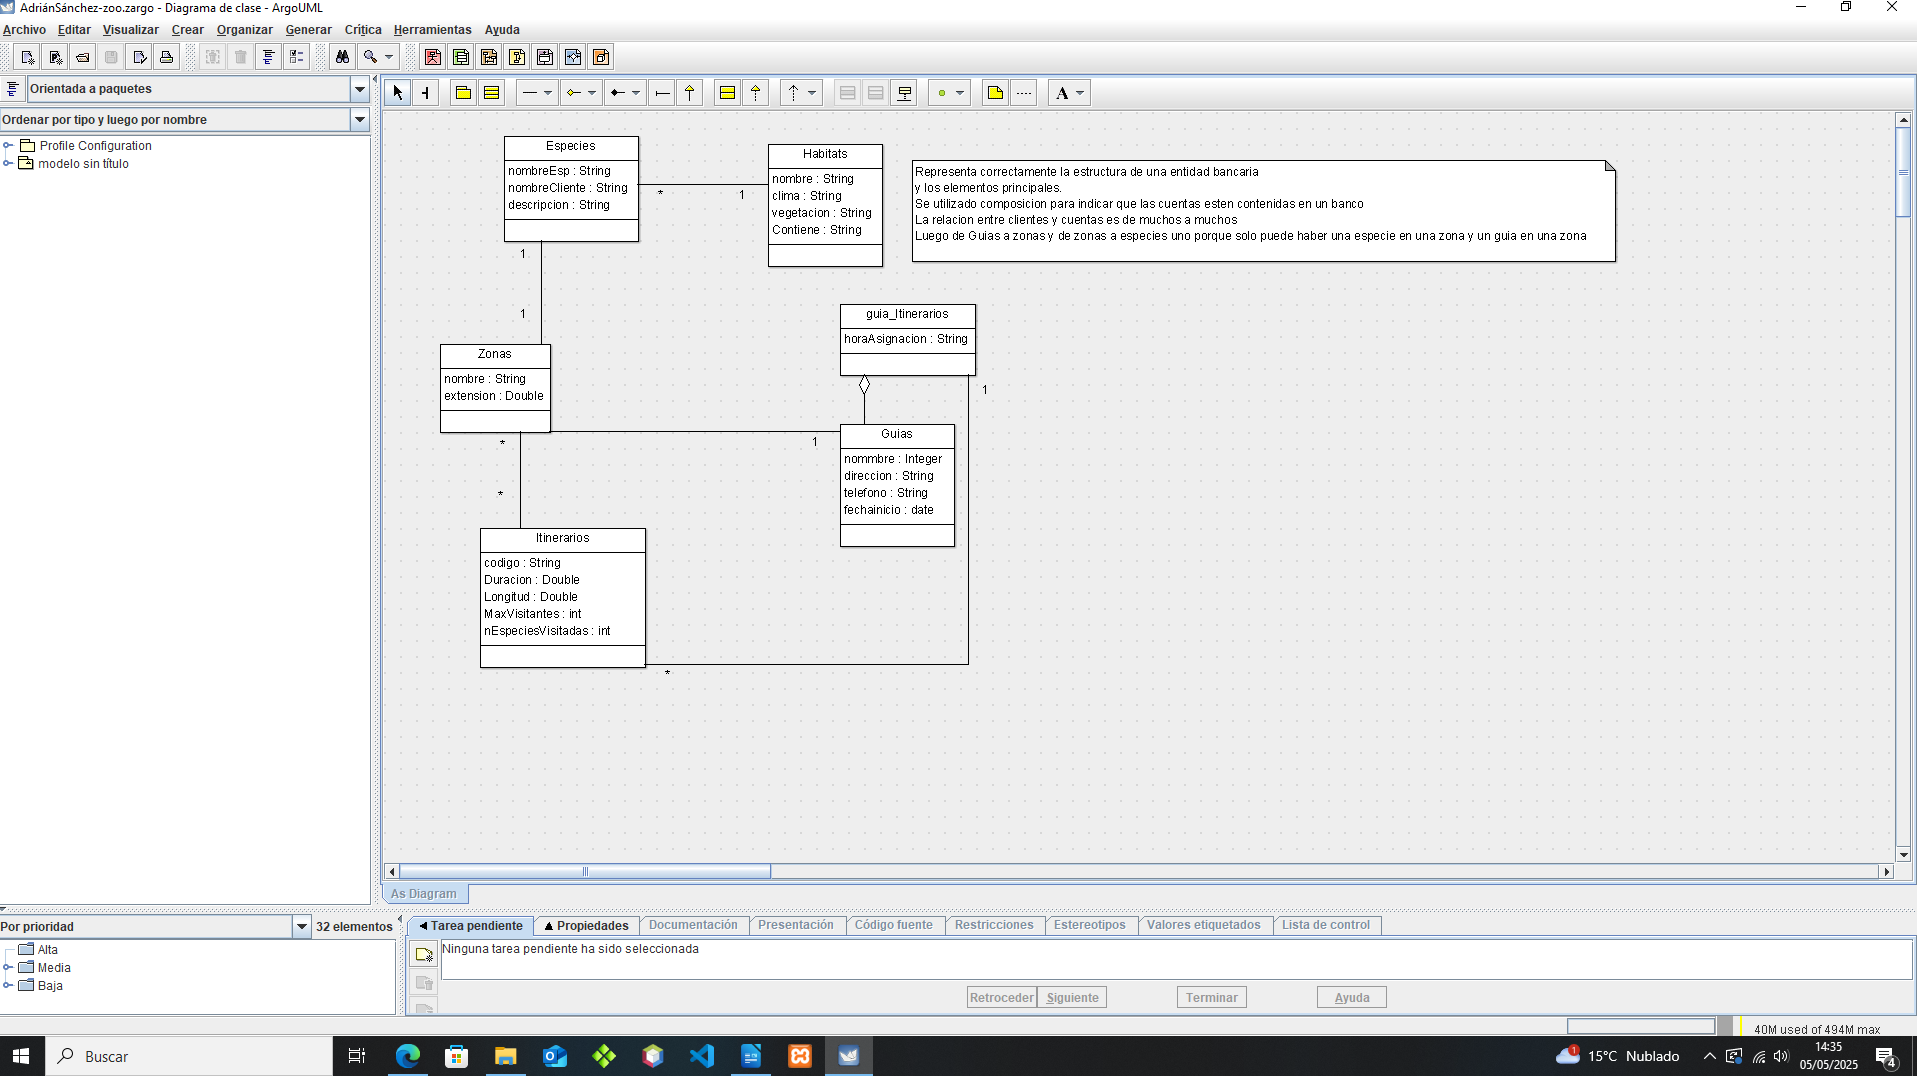 AdriánSánchez-zoo.zargo - Diagrama de clase - ArgoUML
Archivo Editar Visualizar Crear Organizar Generar Crítica Herramientas Ayuda
Orientada a paquetes
Ordenar por tipo y luego por nombre
Profile Configuration
modelo sin título
A
Especies
nombreEsp : String
nombreCliente : String
descripcion : String
*
1
Habitats
nombre : String
clima : String
vegetacion : String
Contiene : String
Representa correctamente la estructura de una entidad bancaria
y los elementos principales.
Se utilizado composicion para indicar que las cuentas esten contenidas en un banco
La relacion entre clientes y cuentas es de muchos a muchos
Luego de Guias a zonas y de zonas a especies uno porque solo puede haber una especie en una zona y un guia en una zona
1
1
guia_Itinerarios
horaAsignacion : String
1
Zonas
nombre : String
extension : Double
*
1
*
Guias
nommbre : Integer
direccion : String
telefono : String
fechainicio : date
Itinerarios
codigo : String
Duracion : Double
Longitud : Double
MaxVisitantes : int
nEspeciesVisitadas : int
*
As Diagram
Por prioridad
32 elementos
Alta
Media
Baja
Tarea pendiente
Propiedades
Documentación
Presentación
Código fuente
Restricciones
Estereotipos
Valores etiquetados
Lista de control
Ninguna tarea pendiente ha sido seleccionada
Retroceder
Siguiente
Terminar
Ayuda
40M used of 494M max
Buscar
1
15°C Nublado
14:35
05/05/2025
4